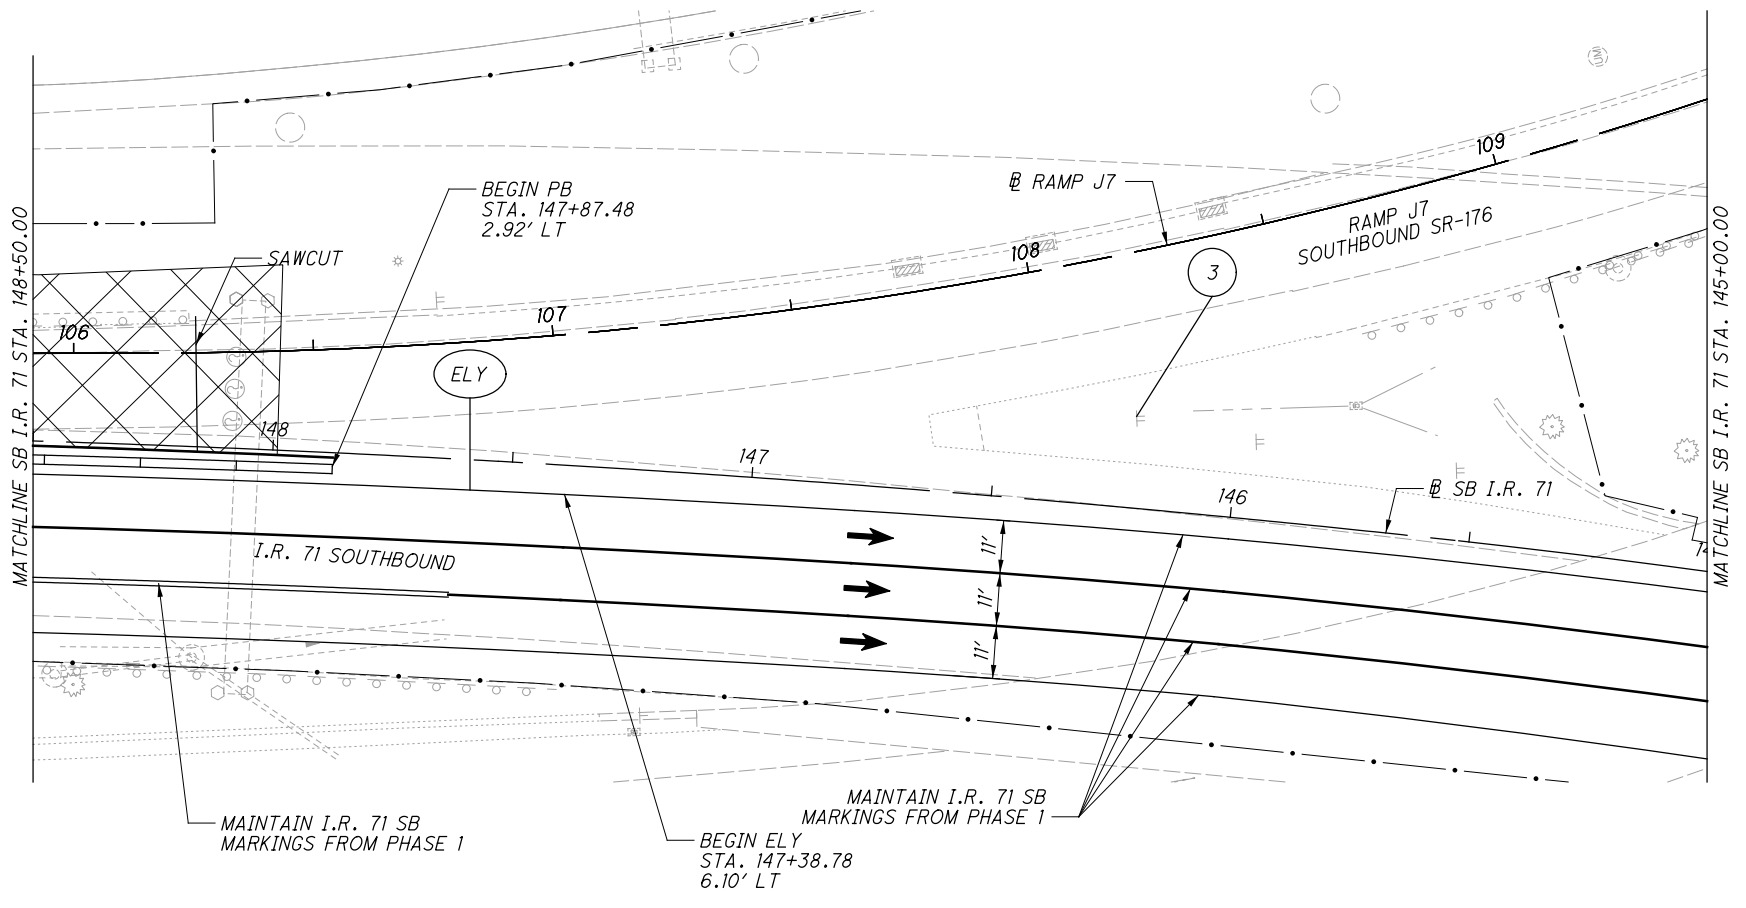 MATCHLINE SB I.R. 71 STA. 148+50.00
BEGIN PB
STA. 147+87.48
2.92' LT
SAWCUT
106
107
108
109
℄ RAMP J7
RAMP J7
SOUTHBOUND SR-176
3
ELY
148
147
146
℄ SB I.R. 71
I.R. 71 SOUTHBOUND
11'
11'
11'
MAINTAIN I.R. 71 SB
MARKINGS FROM PHASE 1
BEGIN ELY
STA. 147+38.78
6.10' LT
MAINTAIN I.R. 71 SB
MARKINGS FROM PHASE 1
MATCHLINE SB I.R. 71 STA. 145+00.00